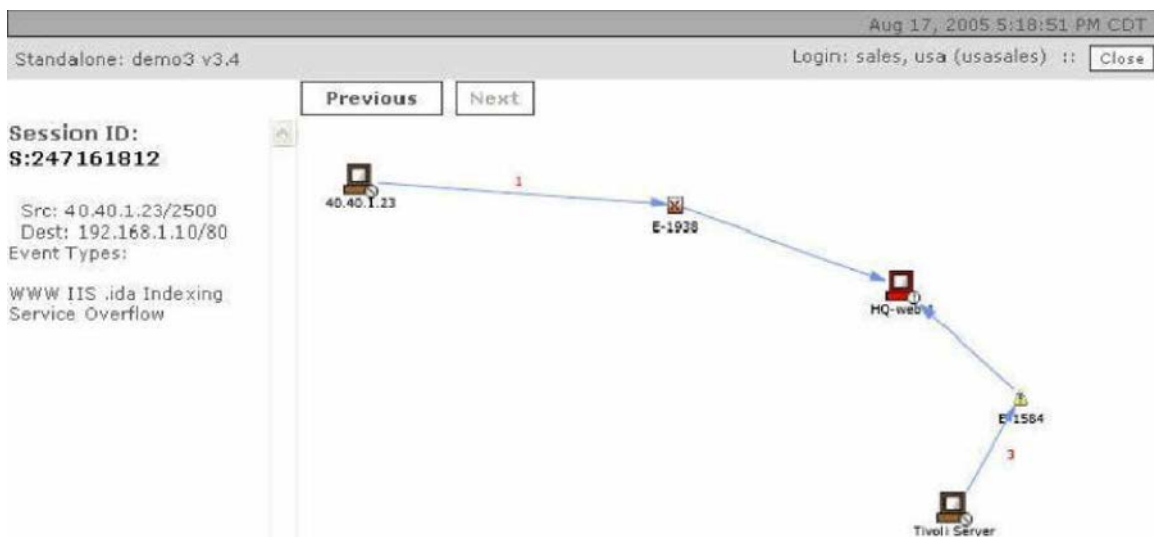 Aug 17, 2005 5:18:51 PM CDT
Standalone: demo3 v3.4
Login: sales, usa (usasales) :: Close
Previous Next
Session ID:
S:247161812
Src: 40.40.1.23/2500
Dest: 192.168.1.10/80
Event Types:
WWW IIS .ida Indexing
Service Overflow
1
40.40.1.23
E-1938
HQ-web
E-1584
3
Tivoli Server